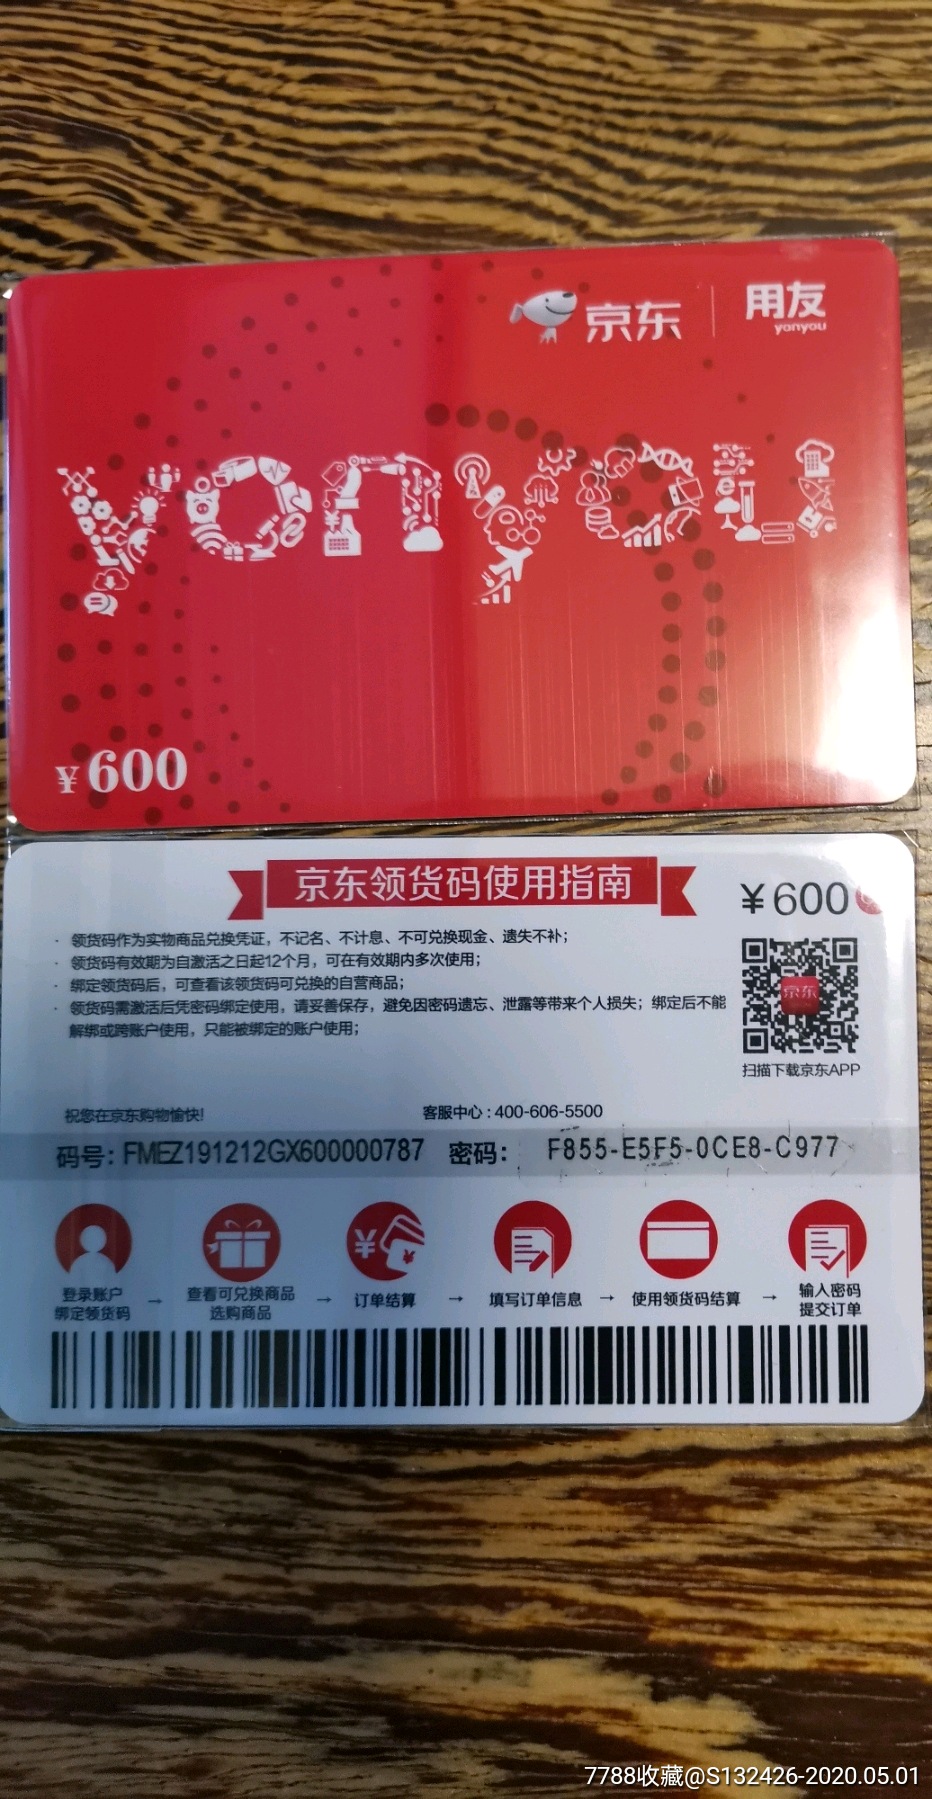 京东 用友
yonyou
yonyou
¥600
京东领货码使用指南
¥600
· 领货码作为实物商品兑换凭证，不记名、不计息、不可兑换现金、遗失不补；
· 领货码有效期为自激活之日起12个月，可在有效期内多次使用；
· 绑定领货码后，可查看该领货码可兑换的自营商品；
· 领货码需激活后凭密码绑定使用，请妥善保存，避免因密码遗忘、泄露等带来个人损失；绑定后不能
解绑或跨账户使用，只能被绑定的账户使用；
京东
扫描下载京东APP
祝您在京东购物愉快!
客服中心：400-606-5500
码号：FMEZ191212GX600000787 密码： F855-E5F5-0CE8-C977
登录账户
绑定领货码
→
查看可兑换商品
选购商品
→
订单结算
→
填写订单信息
→
使用领货码结算
→
输入密码
提交订单
7788收藏@S132426-2020.05.01